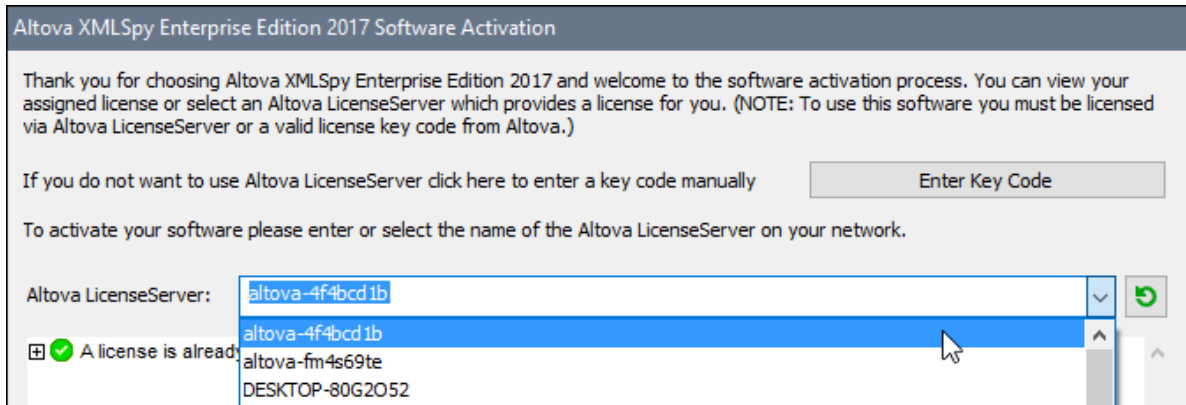 Altova XMLSpy Enterprise Edition 2017 Software Activation
Thank you for choosing Altova XMLSpy Enterprise Edition 2017 and welcome to the software activation process. You can view your
assigned license or select an Altova LicenseServer which provides a license for you. (NOTE: To use this software you must be licensed
via Altova LicenseServer or a valid license key code from Altova.)
If you do not want to use Altova LicenseServer click here to enter a key code manually Enter Key Code
To activate your software please enter or select the name of the Altova LicenseServer on your network.
Altova LicenseServer: altova-4f4bcd1b
altova-4f4bcd1b
A license is already
altova-fm4s69te
DESKTOP-80G2O52